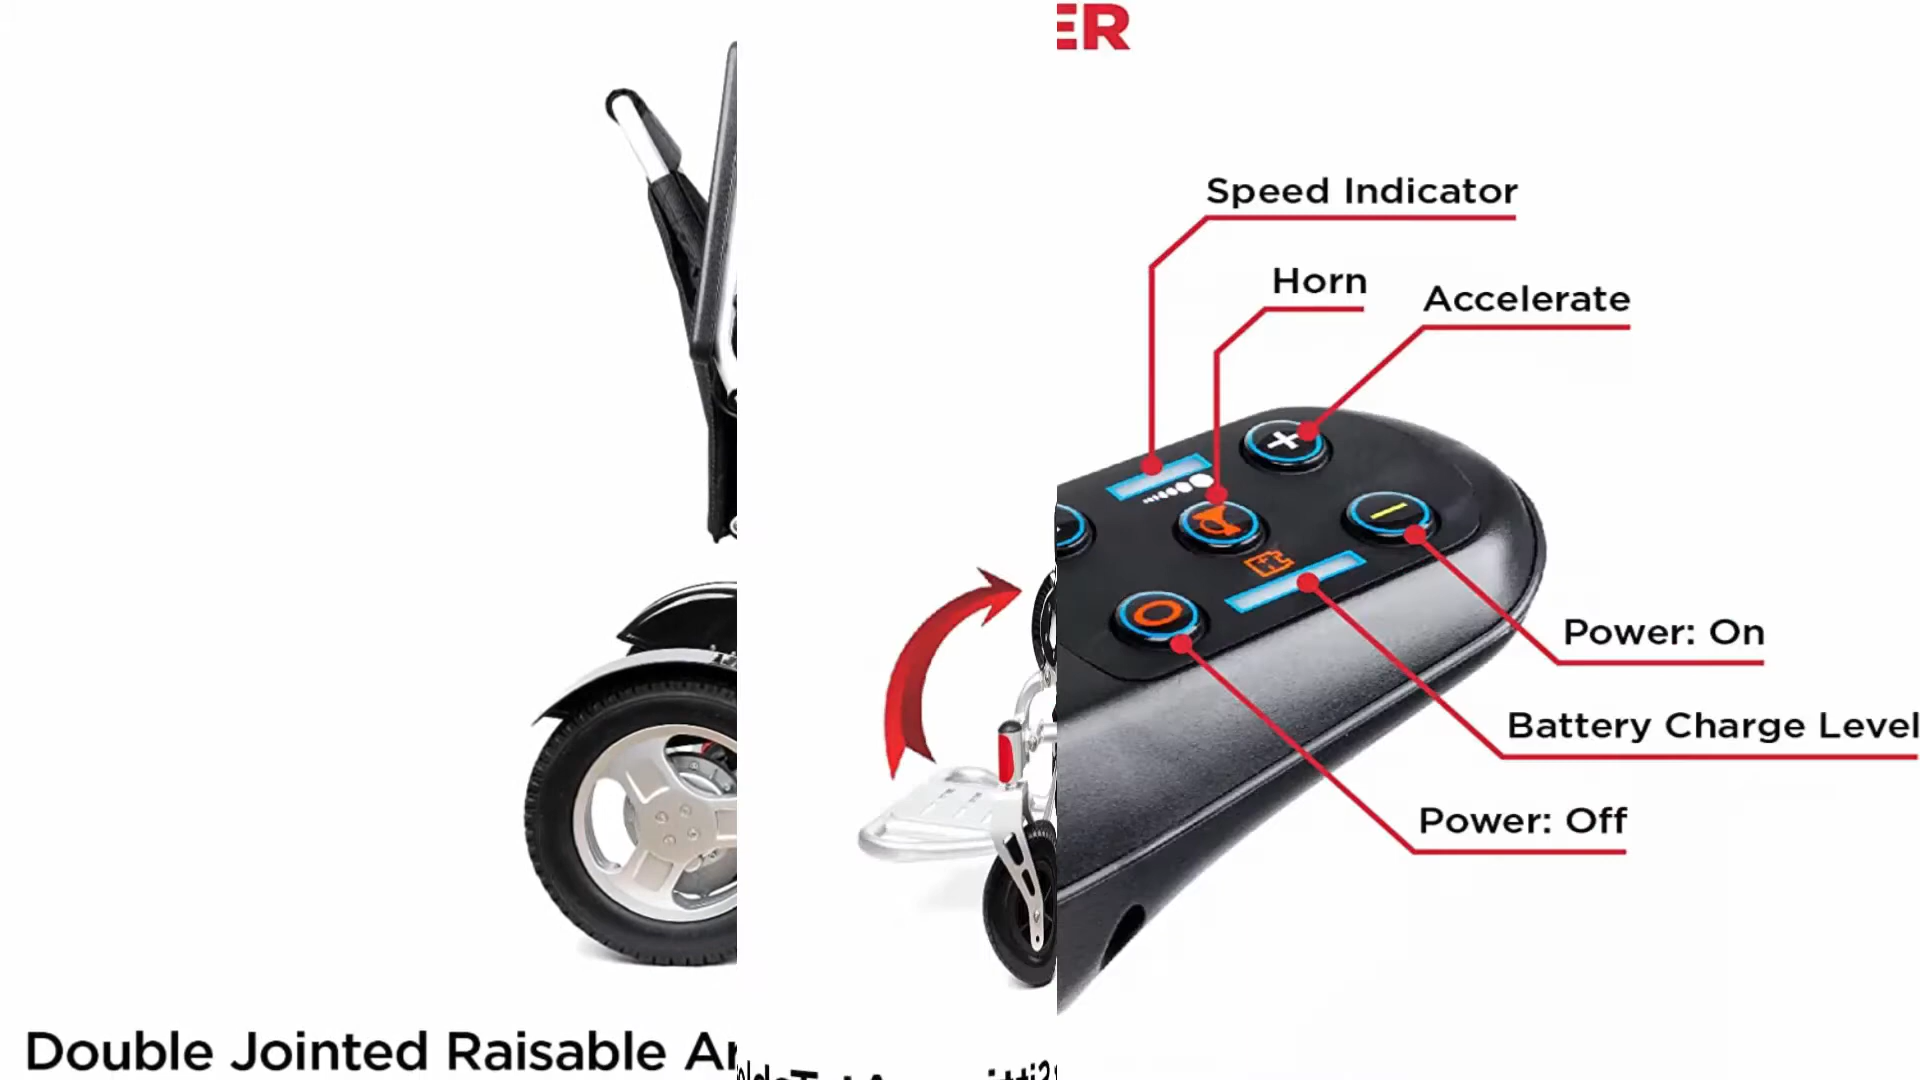 ER
Speed Indicator
Horn
Accelerate
Power: On
Battery Charge Level
Power: Off
Double Jointed Raisable Ar